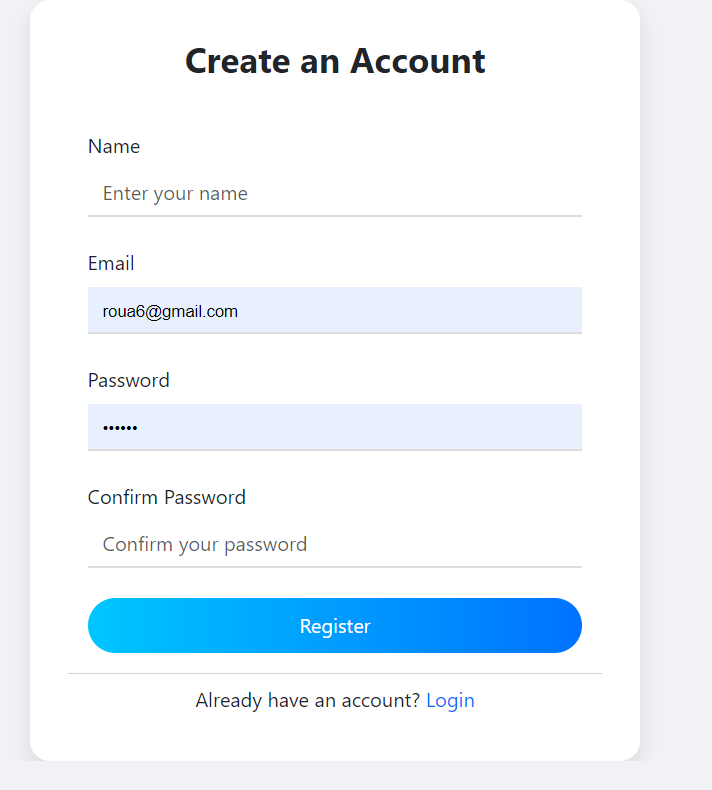 Create an Account
Name
Enter your name
Email
roua6@gmail.com
Password
••••••
Confirm Password
Confirm your password
Register
Already have an account? Login